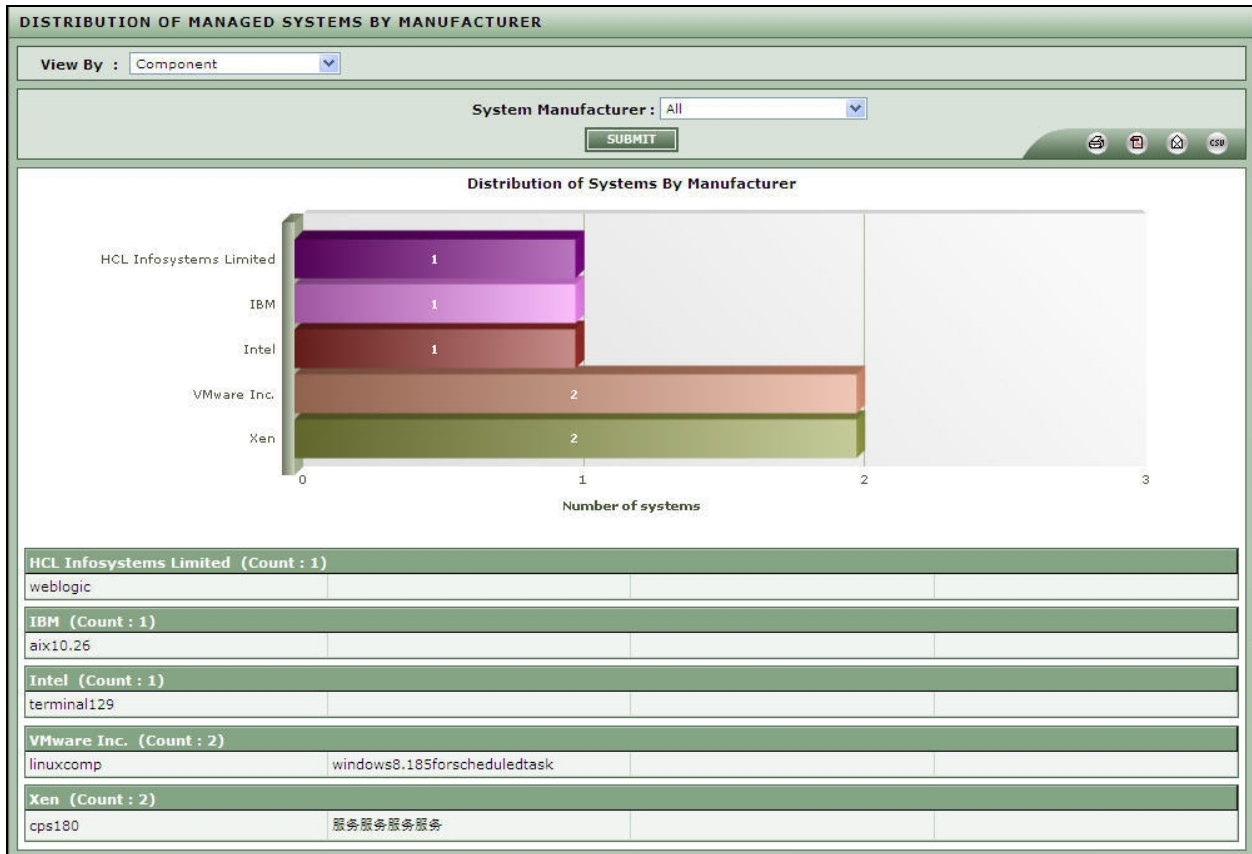 DISTRIBUTION OF MANAGED SYSTEMS BY MANUFACTURER
View By : Component
System Manufacturer : All
SUBMIT
CSV
Distribution of Systems By Manufacturer
HCL Infosystems Limited 1
IBM 1
Intel 1
VMware Inc. 2
Xen 2
0 1 2 3
Number of systems
HCL Infosystems Limited (Count : 1)
weblogic
IBM (Count : 1)
aix10.26
Intel (Count : 1)
terminal129
VMware Inc. (Count : 2)
linuxcomp windows8.185forscheduledtask
Xen (Count : 2)
cps180 服务服务服务服务